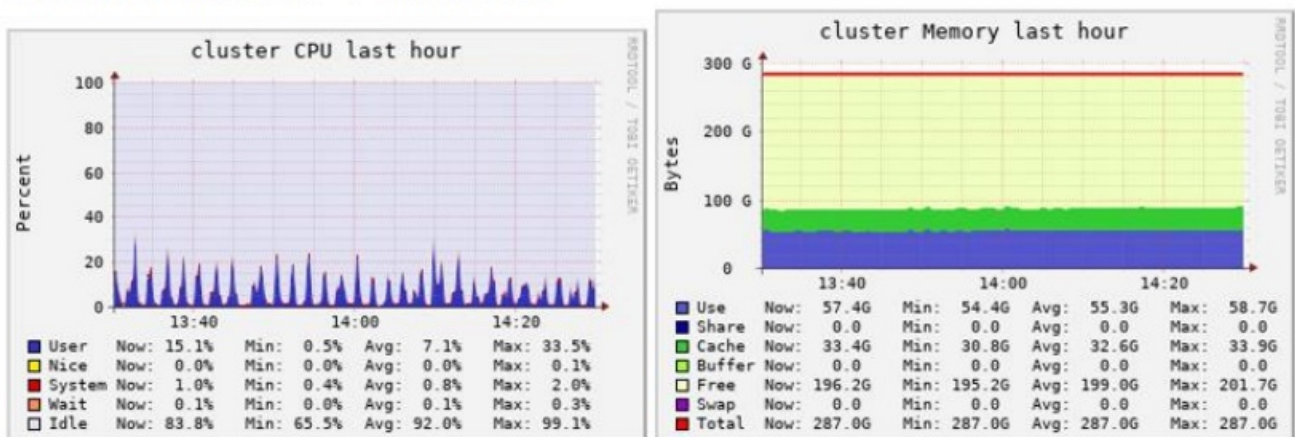 cluster CPU last hour
RRDTOOL / TOBI OETIKER
Percent
100
80
60
40
20
0
13:40 14:00 14:20
User Now: 15.1% Min: 0.5% Avg: 7.1% Max: 33.5%
Nice Now: 0.0% Min: 0.0% Avg: 0.0% Max: 0.1%
System Now: 1.0% Min: 0.4% Avg: 0.8% Max: 2.0%
Wait Now: 0.1% Min: 0.0% Avg: 0.1% Max: 0.3%
Idle Now: 83.8% Min: 65.5% Avg: 92.0% Max: 99.1%
cluster Memory last hour
RRDTOOL / TOBI OETIKER
Bytes
300 G
200 G
100 G
0
13:40 14:00 14:20
Use Now: 57.4G Min: 54.4G Avg: 55.3G Max: 58.7G
Share Now: 0.0 Min: 0.0 Avg: 0.0 Max: 0.0
Cache Now: 33.4G Min: 30.8G Avg: 32.6G Max: 33.9G
Buffer Now: 0.0 Min: 0.0 Avg: 0.0 Max: 0.0
Free Now: 196.2G Min: 195.2G Avg: 199.0G Max: 201.7G
Swap Now: 0.0 Min: 0.0 Avg: 0.0 Max: 0.0
Total Now: 287.0G Min: 287.0G Avg: 287.0G Max: 287.0G